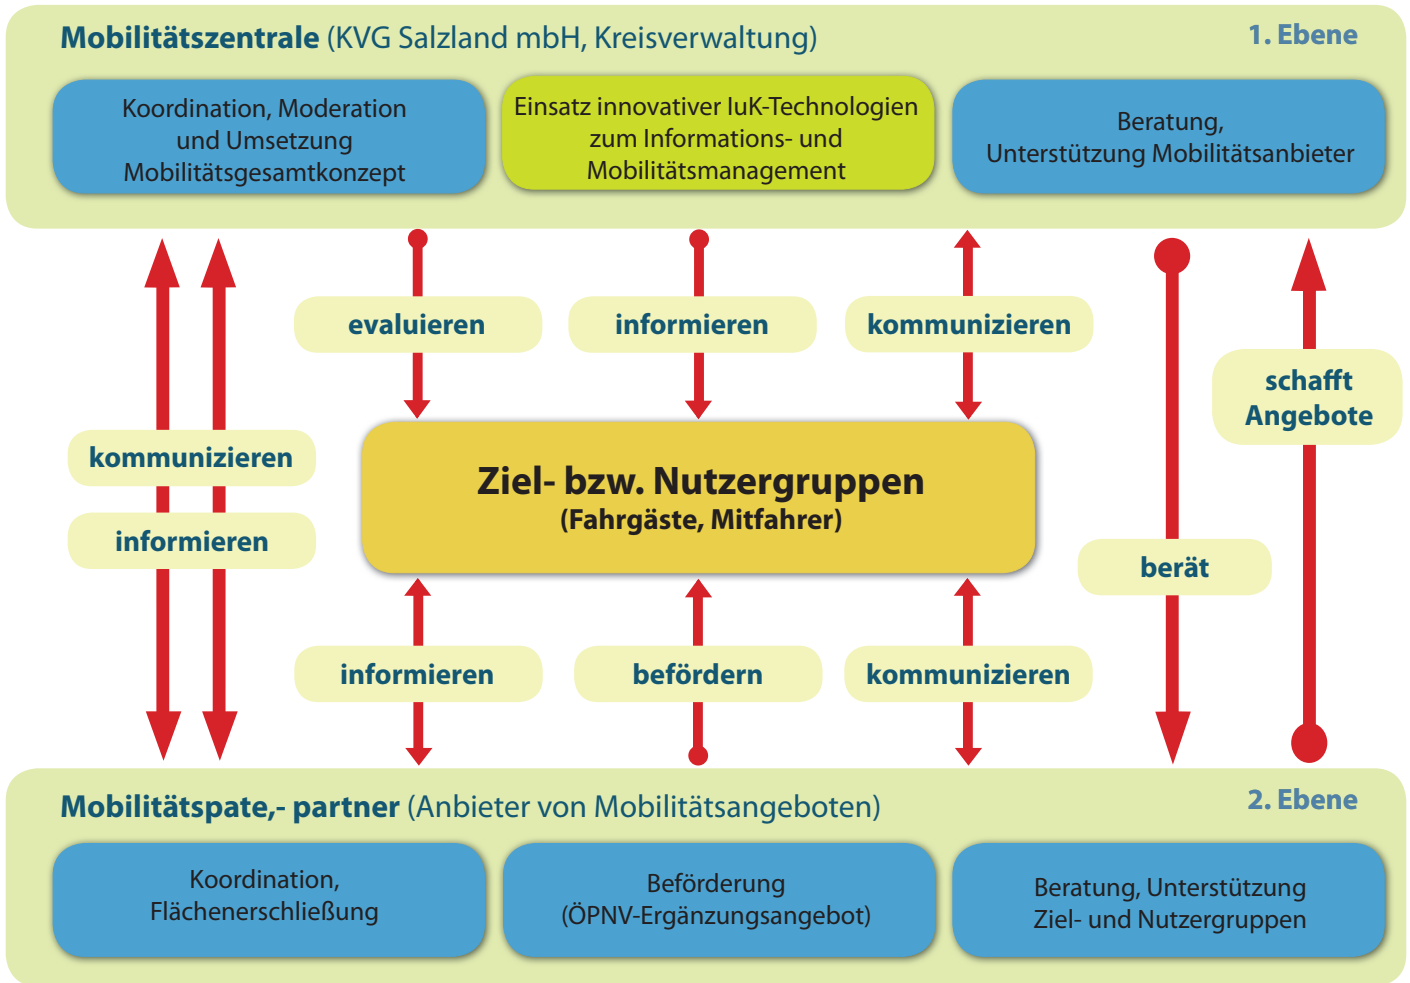 Mobilitätszentrale (KVG Salzland mbH, Kreisverwaltung)
1. Ebene
Koordination, Moderation
und Umsetzung
Mobilitätsgesamtkonzept
Einsatz innovativer IuK-Technologien
zum Informations- und
Mobilitätsmanagement
Beratung,
Unterstützung Mobilitätsanbieter
evaluieren
informieren
kommunizieren
schafft
Angebote
kommunizieren
informieren
Ziel- bzw. Nutzergruppen
(Fahrgäste, Mitfahrer)
berät
informieren
befördern
kommunizieren
Mobilitätspate,- partner (Anbieter von Mobilitätsangeboten)
2. Ebene
Koordination,
Flächenerschließung
Beförderung
(ÖPNV-Ergänzungsangebot)
Beratung, Unterstützung
Ziel- und Nutzergruppen